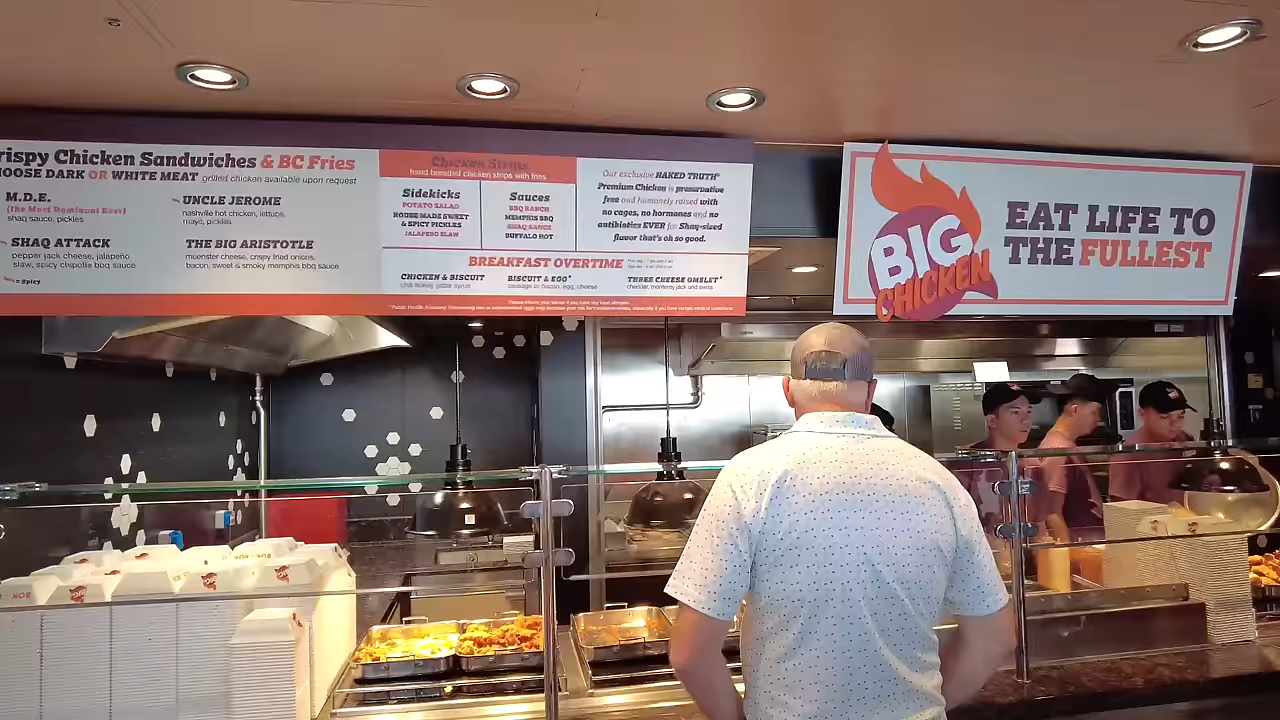 rispy Chicken Sandwiches & BC Fries
HOOSE DARK OR WHITE MEAT grilled chicken available upon request
M.D.E.
(the Most Dominant Ever)
shaq sauce, pickles
UNCLE JEROME
nashville hot chicken, lettuce,
mayo, pickles
SHAQ ATTACK
pepper jack cheese, jalapeño
slaw, spicy chipotle bbq sauce
THE BIG ARISTOTLE
muenster cheese, crispy fried onions,
bacon, sweet & smoky memphis bbq sauce
= Spicy
Chicken Strips
hand breaded chicken strips with fries
Sidekicks
POTATO SALAD
HOUSE MADE SWEET
& SPICY PICKLES
JALAPEÑO SLAW
Sauces
BBQ RANCH
MEMPHIS BBQ
SHAQ SAUCE
BUFFALO HOT
Our exclusive NAKED TRUTH®
Premium Chicken is preservative
free and humanely raised with
no cages, no hormones and no
antibiotics EVER for Shaq-sized
flavor that's oh so good.
BREAKFAST OVERTIME
CHICKEN & BISCUIT
chili honey glaze syrup
BISCUIT & EGG*
sausage or bacon, egg, cheese
THREE CHEESE OMELET*
cheddar, monterey jack and swiss
BIG
CHICKEN
EAT LIFE TO
THE FULLEST